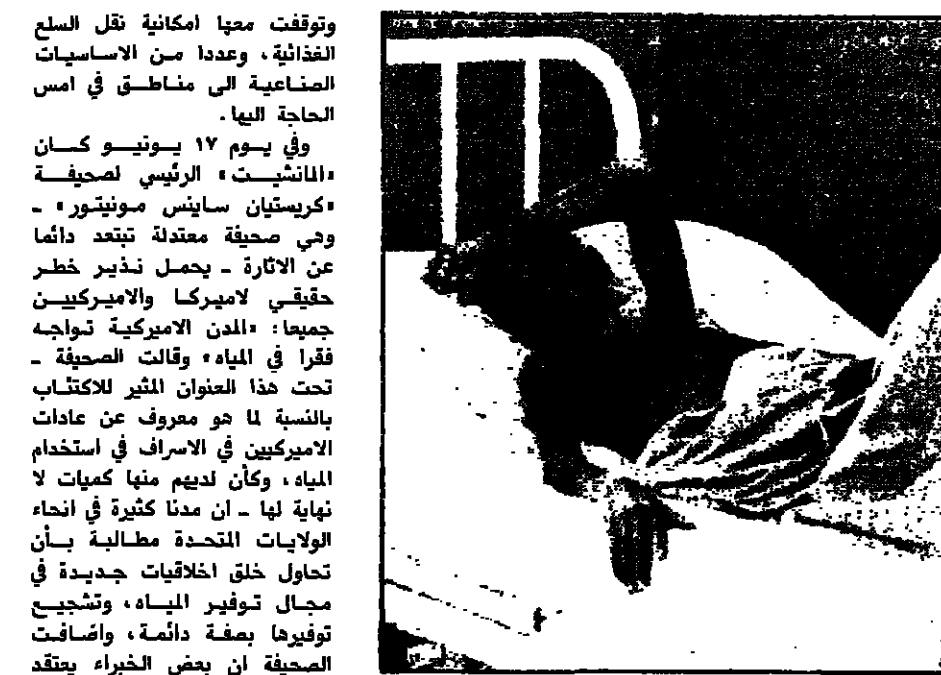 وتوقفت معها امكانية نقل السلع
الغذائية، وعددا من الاساسيات
الصناعية الى مناطق في امس
الحاجة اليها.
وفي يوم ١٧ يونيو كان
«المانشيت» الرئيسي لصحيفة
«كريستيان ساينس مونيتور» ـ
وهي صحيفة معتدلة تبتعد دائما
عن الاثارة ـ يحمل نذير خطر
حقيقي لاميركا والاميركيين
جميعا: «المدن الاميركية تواجه
فقرا في المياه» وقالت الصحيفة ـ
تحت هذا العنوان المثير للاكتئاب
بالنسبة لما هو معروف عن عادات
الاميركيين في الاسراف في استخدام
المياه، وكأن لديهم منها كميات لا
نهاية لها ـ ان مدنا كثيرة في انحاء
الولايات المتحدة مطالبة بأن
تحاول خلق اخلاقيات جديدة في
مجال توفير المياه، وتشجيع
توفيرها بصفة دائمة، واضافت
الصحيفة ان بعض الخبراء يعتقد